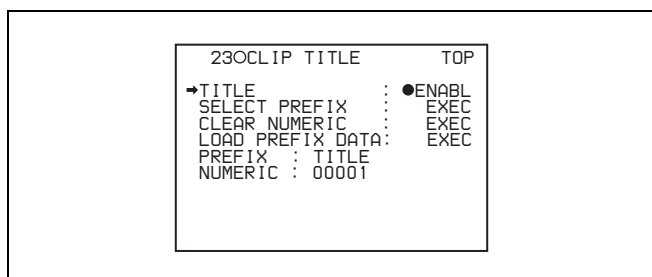 23○CLIP TITLE TOP
➡TITLE : ●ENABL
SELECT PREFIX : EXEC
CLEAR NUMERIC : EXEC
LOAD PREFIX DATA: EXEC
PREFIX : TITLE
NUMERIC : 00001